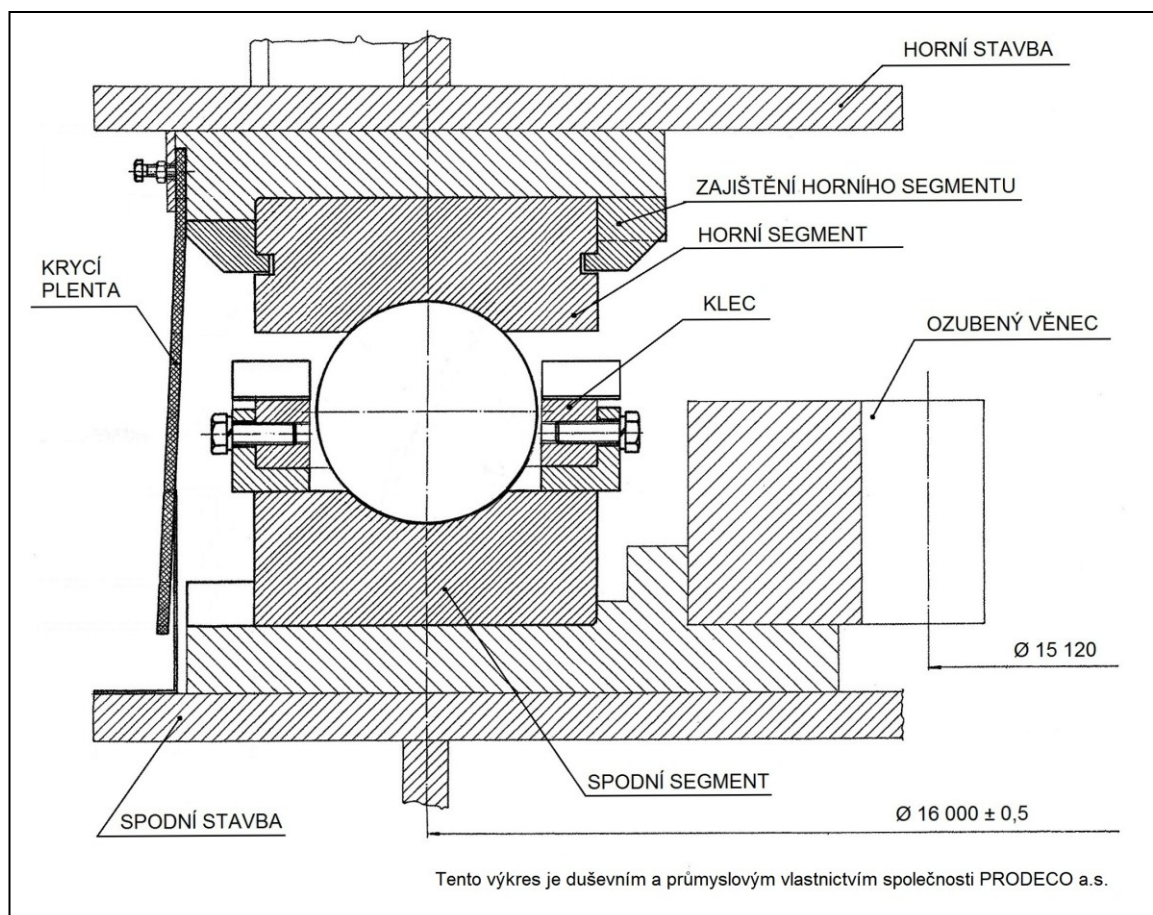 HORNÍ STAVBA
ZAJIŠTĚNÍ HORNÍHO SEGMENTU
HORNÍ SEGMENT
KRYCÍ
PLENTA
KLEC
OZUBENÝ VĚNEC
Ø 15 120
SPODNÍ SEGMENT
SPODNÍ STAVBA
Ø 16 000 ± 0,5
Tento výkres je duševním a průmyslovým vlastnictvím společnosti PRODECO a.s.